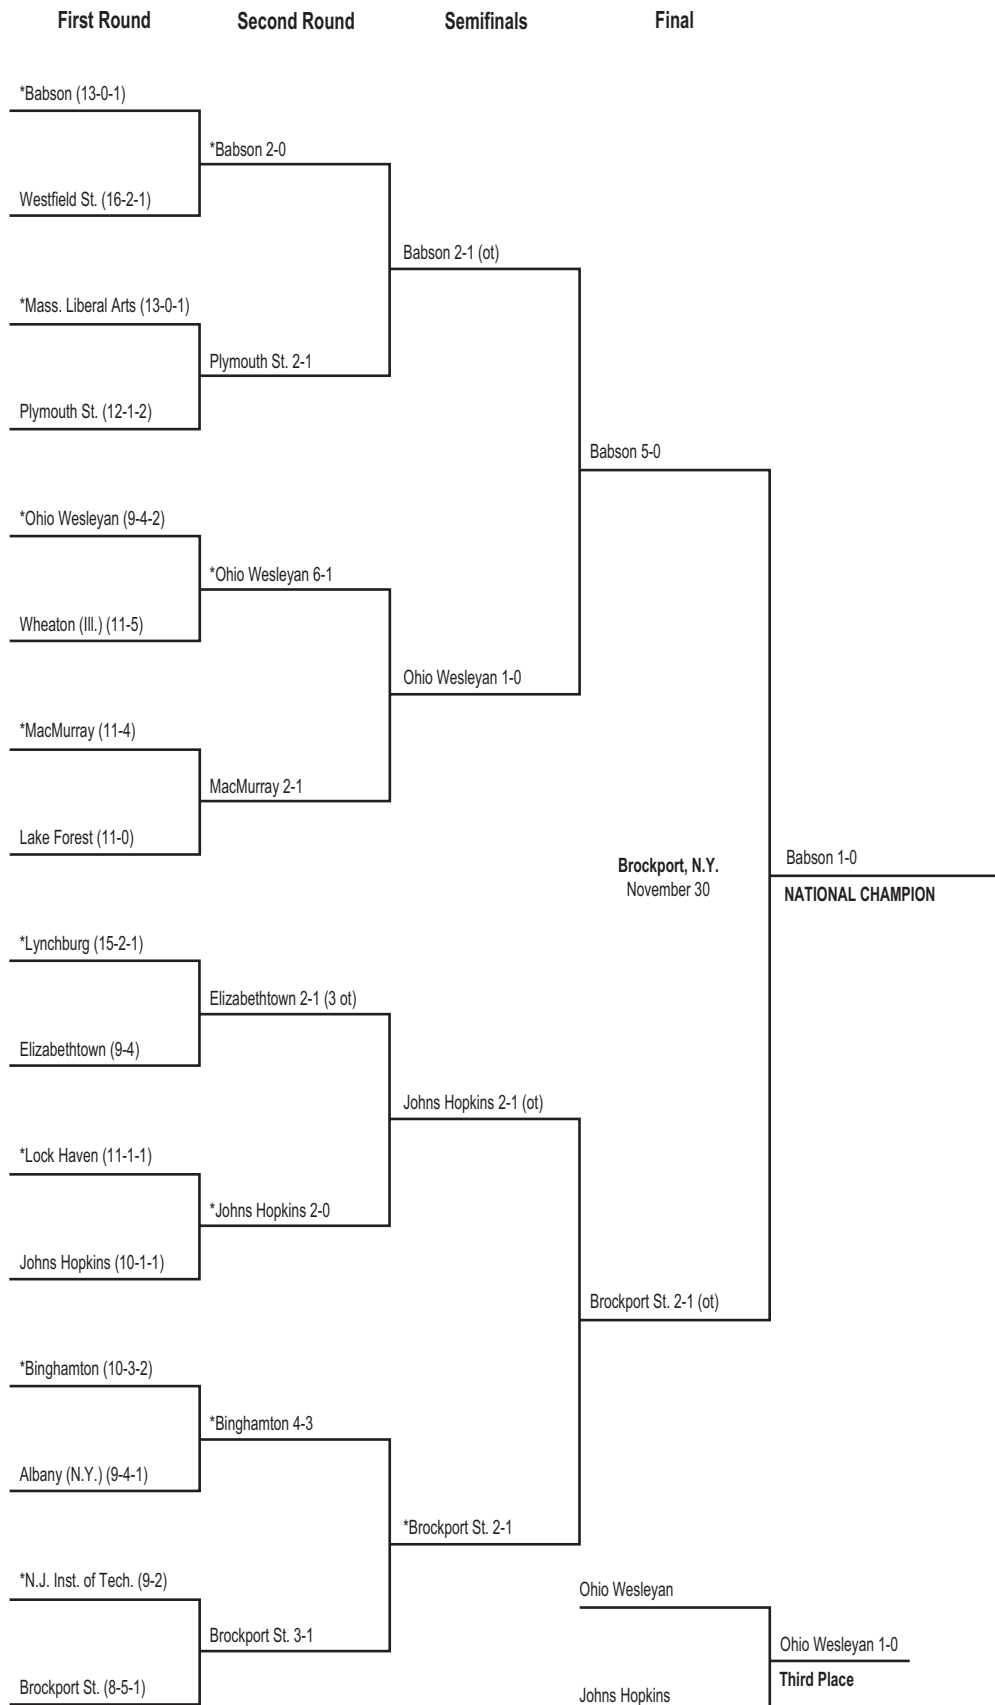 First Round
Second Round
Semifinals
Final
*Babson (13-0-1)
*Babson 2-0
Westfield St. (16-2-1)
Babson 2-1 (ot)
*Mass. Liberal Arts (13-0-1)
Plymouth St. 2-1
Plymouth St. (12-1-2)
Babson 5-0
*Ohio Wesleyan (9-4-2)
*Ohio Wesleyan 6-1
Wheaton (Ill.) (11-5)
Ohio Wesleyan 1-0
*MacMurray (11-4)
MacMurray 2-1
Lake Forest (11-0)
Brockport, N.Y.
November 30
Babson 1-0
NATIONAL CHAMPION
*Lynchburg (15-2-1)
Elizabethtown 2-1 (3 ot)
Elizabethtown (9-4)
Johns Hopkins 2-1 (ot)
*Lock Haven (11-1-1)
*Johns Hopkins 2-0
Johns Hopkins (10-1-1)
Brockport St. 2-1 (ot)
*Binghamton (10-3-2)
*Binghamton 4-3
Albany (N.Y.) (9-4-1)
*Brockport St. 2-1
*N.J. Inst. of Tech. (9-2)
Brockport St. 3-1
Brockport St. (8-5-1)
Ohio Wesleyan
Ohio Wesleyan 1-0
Third Place
Johns Hopkins